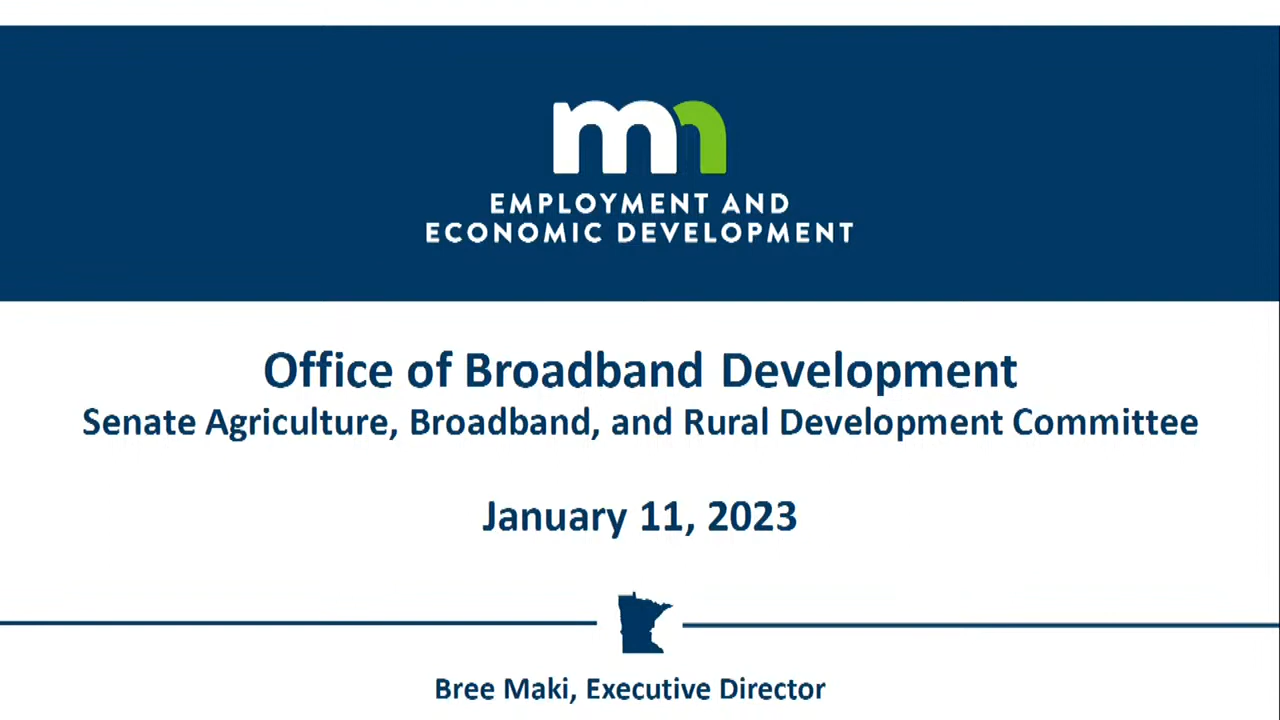 mn
EMPLOYMENT AND
ECONOMIC DEVELOPMENT
Office of Broadband Development
Senate Agriculture, Broadband, and Rural Development Committee
January 11, 2023
Bree Maki, Executive Director